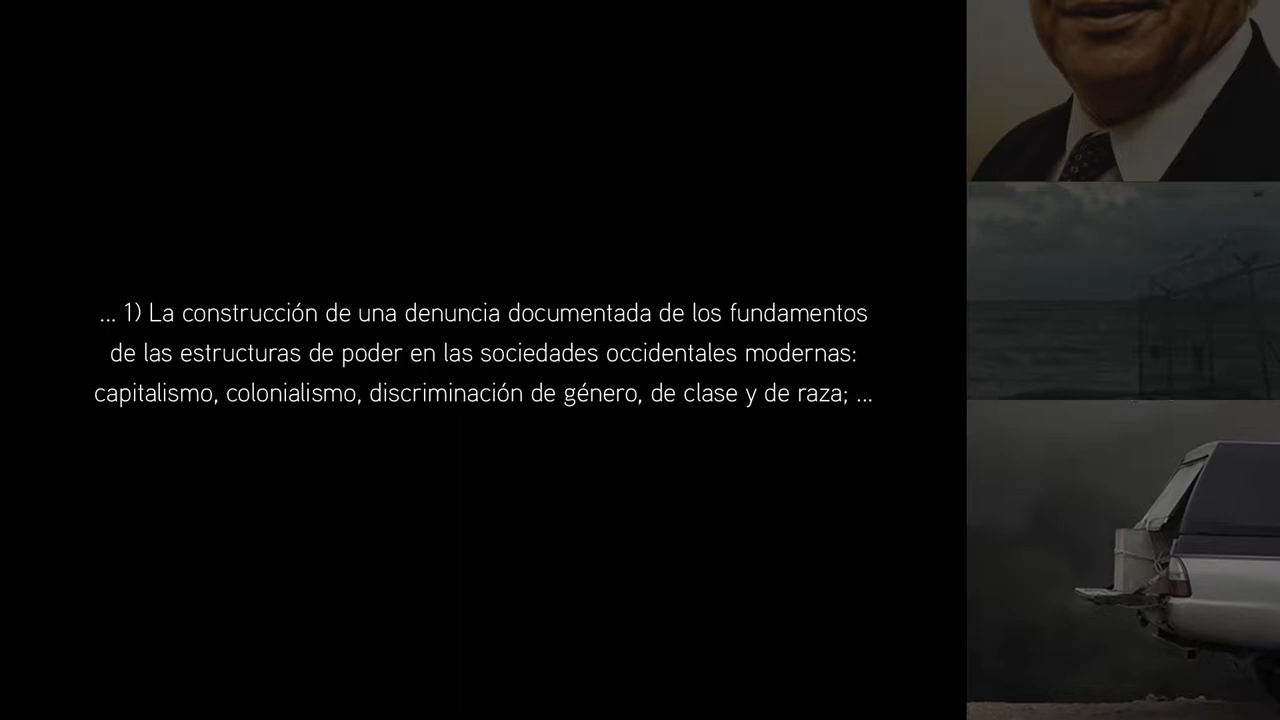 ... 1) La construcción de una denuncia documentada de los fundamentos
de las estructuras de poder en las sociedades occidentales modernas:
capitalismo, colonialismo, discriminación de género, de clase y de raza; ...